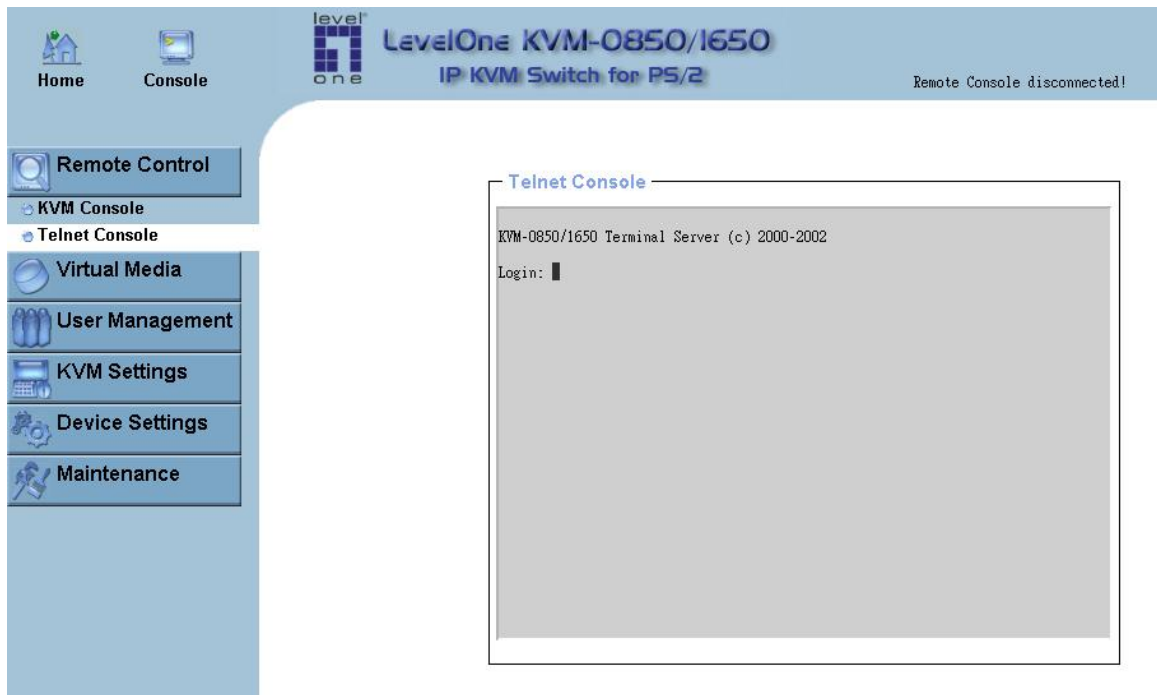 level
one
LevelOne KVM-0850/1650
IP KVM Switch for PS/2
Home
Console
Remote Console disconnected!
Remote Control
KVM Console
Telnet Console
Virtual Media
User Management
KVM Settings
Device Settings
Maintenance
Telnet Console
KVM-0850/1650 Terminal Server (c) 2000-2002
Login: